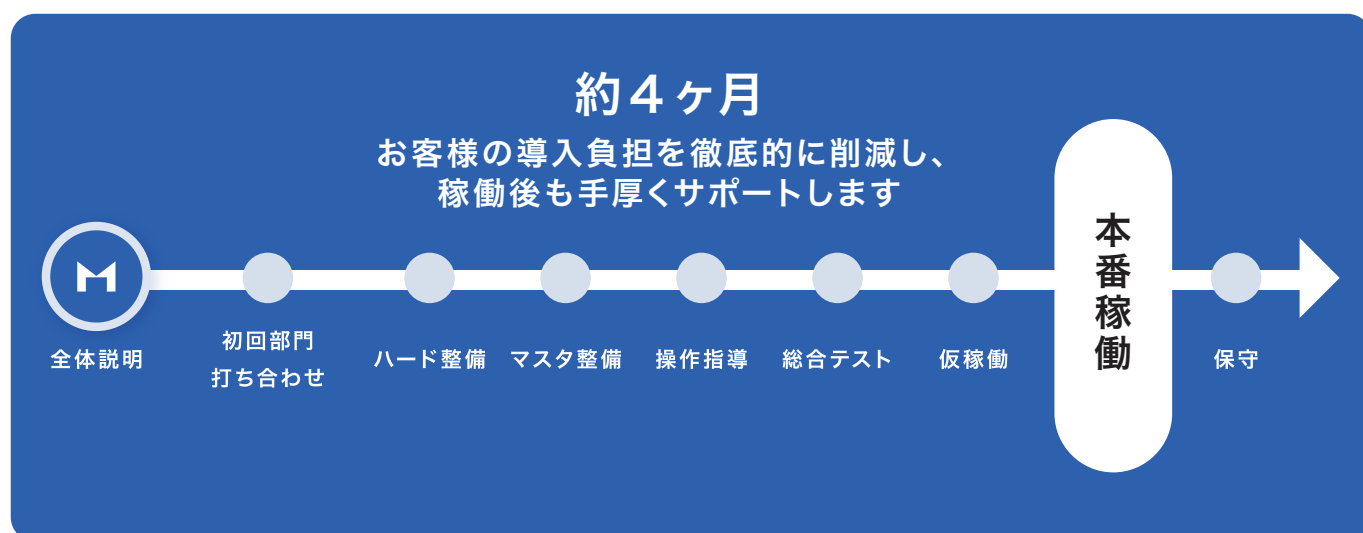 約4ヶ月
お客様の導入負担を徹底的に削減し、
稼働後も手厚くサポートします
全体説明
初回部門
打ち合わせ
ハード整備
マスタ整備
操作指導
総合テスト
仮稼働
本番稼働
保守